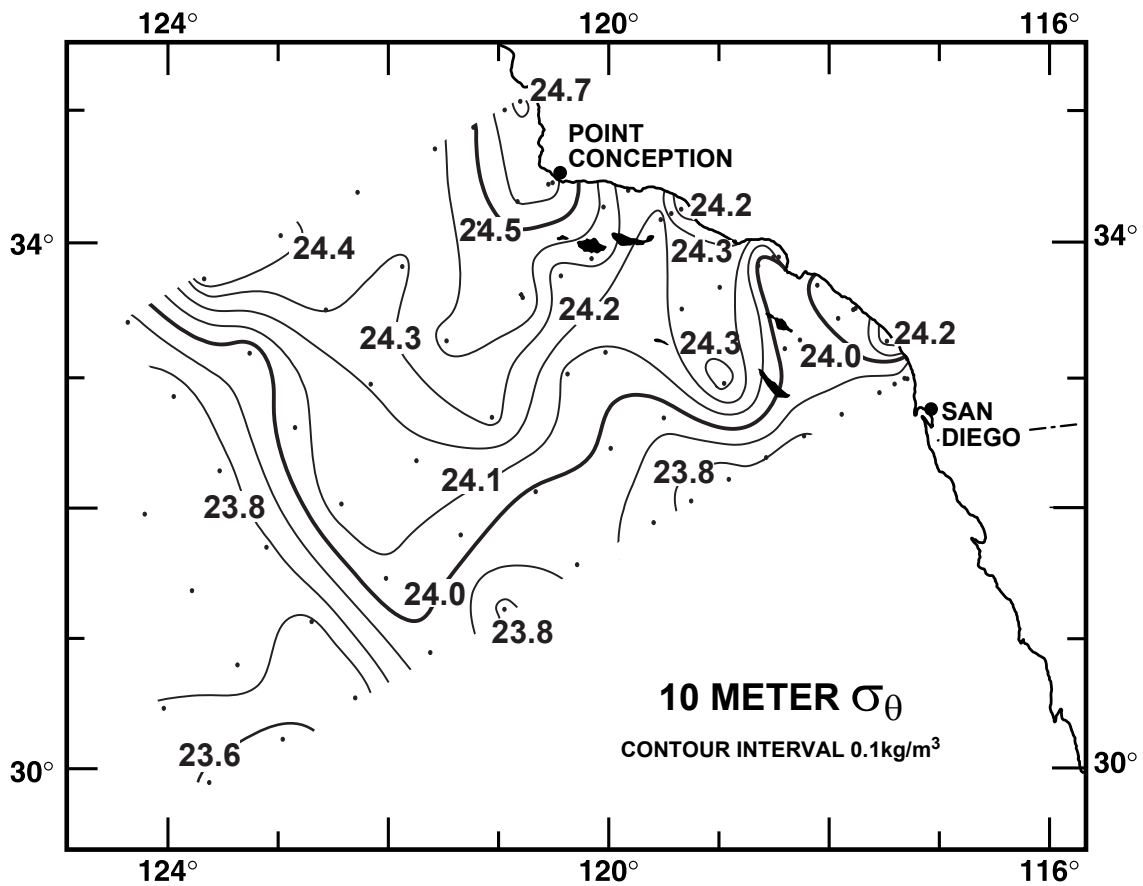 124° 120° 116°
24.7
POINT
CONCEPTION
24.2
24.5
34° 24.4 24.3 34°
24.2
24.3 24.3 24.0 24.2
SAN
DIEGO
24.1 23.8
23.8
24.0
23.8
10 METER σθ
CONTOUR INTERVAL 0.1kg/m³
23.6
30° 30°
124° 120° 116°